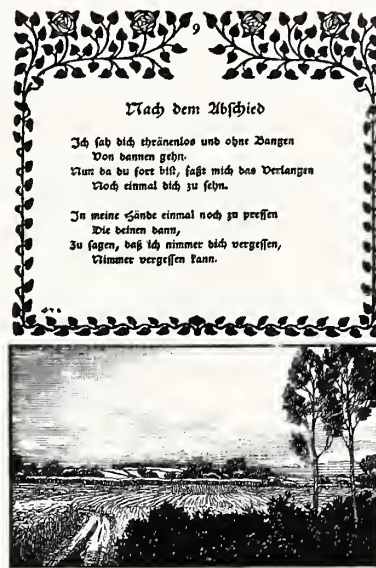 9
Nach dem Abschied
Ich sah dich thränenlos und ohne Bangen
Von dannen gehn.
Nun da du fort bist, faßt mich das Verlangen
Noch einmal dich zu sehn.
In meine Hände einmal noch zu pressen
Die deinen dann,
Zu sagen, daß ich nimmer dich vergessen,
Nimmer vergessen kann.